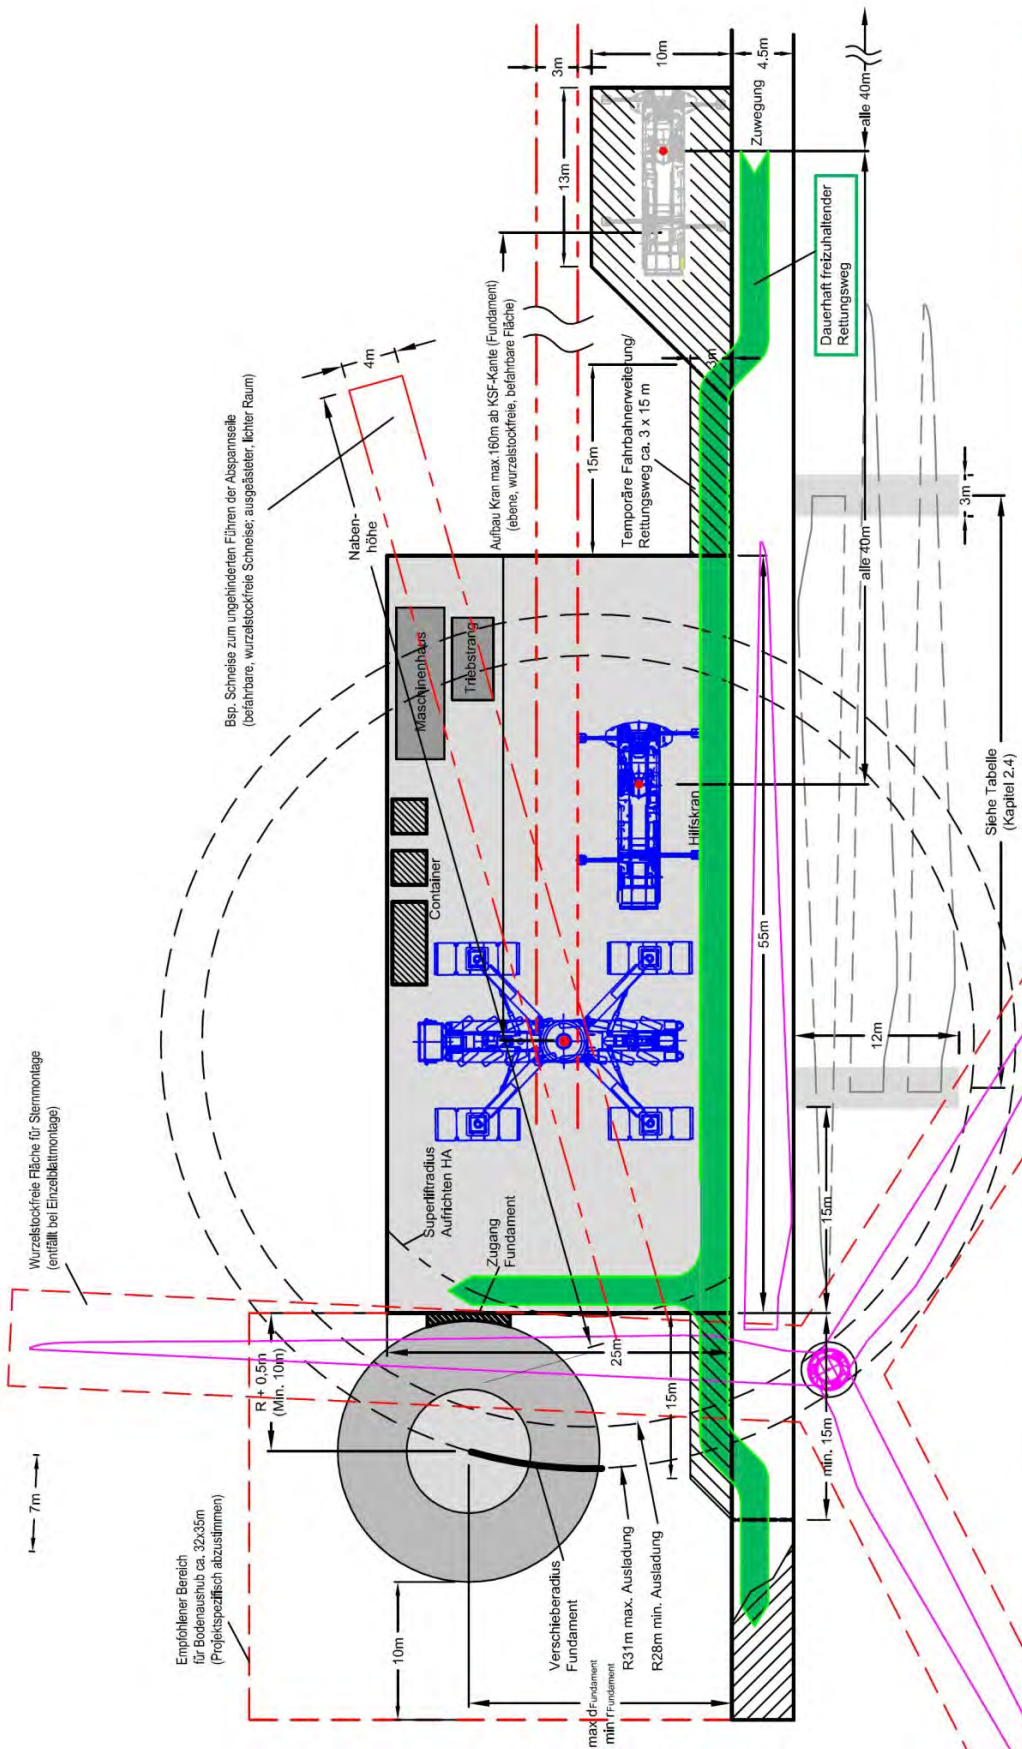 7m
Empfohlener Bereich
für Bodenaushub ca. 32x35m
(Projektspezifisch abzustimmen)
Wurzelstockfreie Fläche für Sternmontage
(entfällt bei Einzelblattmontage)
Bsp. Schneise zum ungehinderten Führen der Abspannseile
(befahrbare, wurzelstockfreie Schneise; ausgeästeter, lichter Raum)
Naben-
höhe
4m
3m
10m
4.5m
13m
Zuwegung
alle 40m
Aufbau Kran max.160m ab KSF-Kante (Fundament)
(ebene, wurzelstockfreie, befahrbare Fläche)
15m
Temporäre Fahrbahnerweiterung/
Rettungsweg ca. 3 x 15 m
3m
Dauerhaft freizuhaltender
Rettungsweg
Maschinenhaus
Triebstrang
Container
Hilfskran
Superliftradius
Aufrichten HA
Zugang
Fundament
R + 0,5m
(Min. 10m)
25m
15m
10m
Verschieberadius
Fundament
R31m max. Ausladung
R28m min. Ausladung
max dFundament
min rFundament
min. 15m
55m
15m
12m
alle 40m
3m
Siehe Tabelle
(Kapitel 2.4)